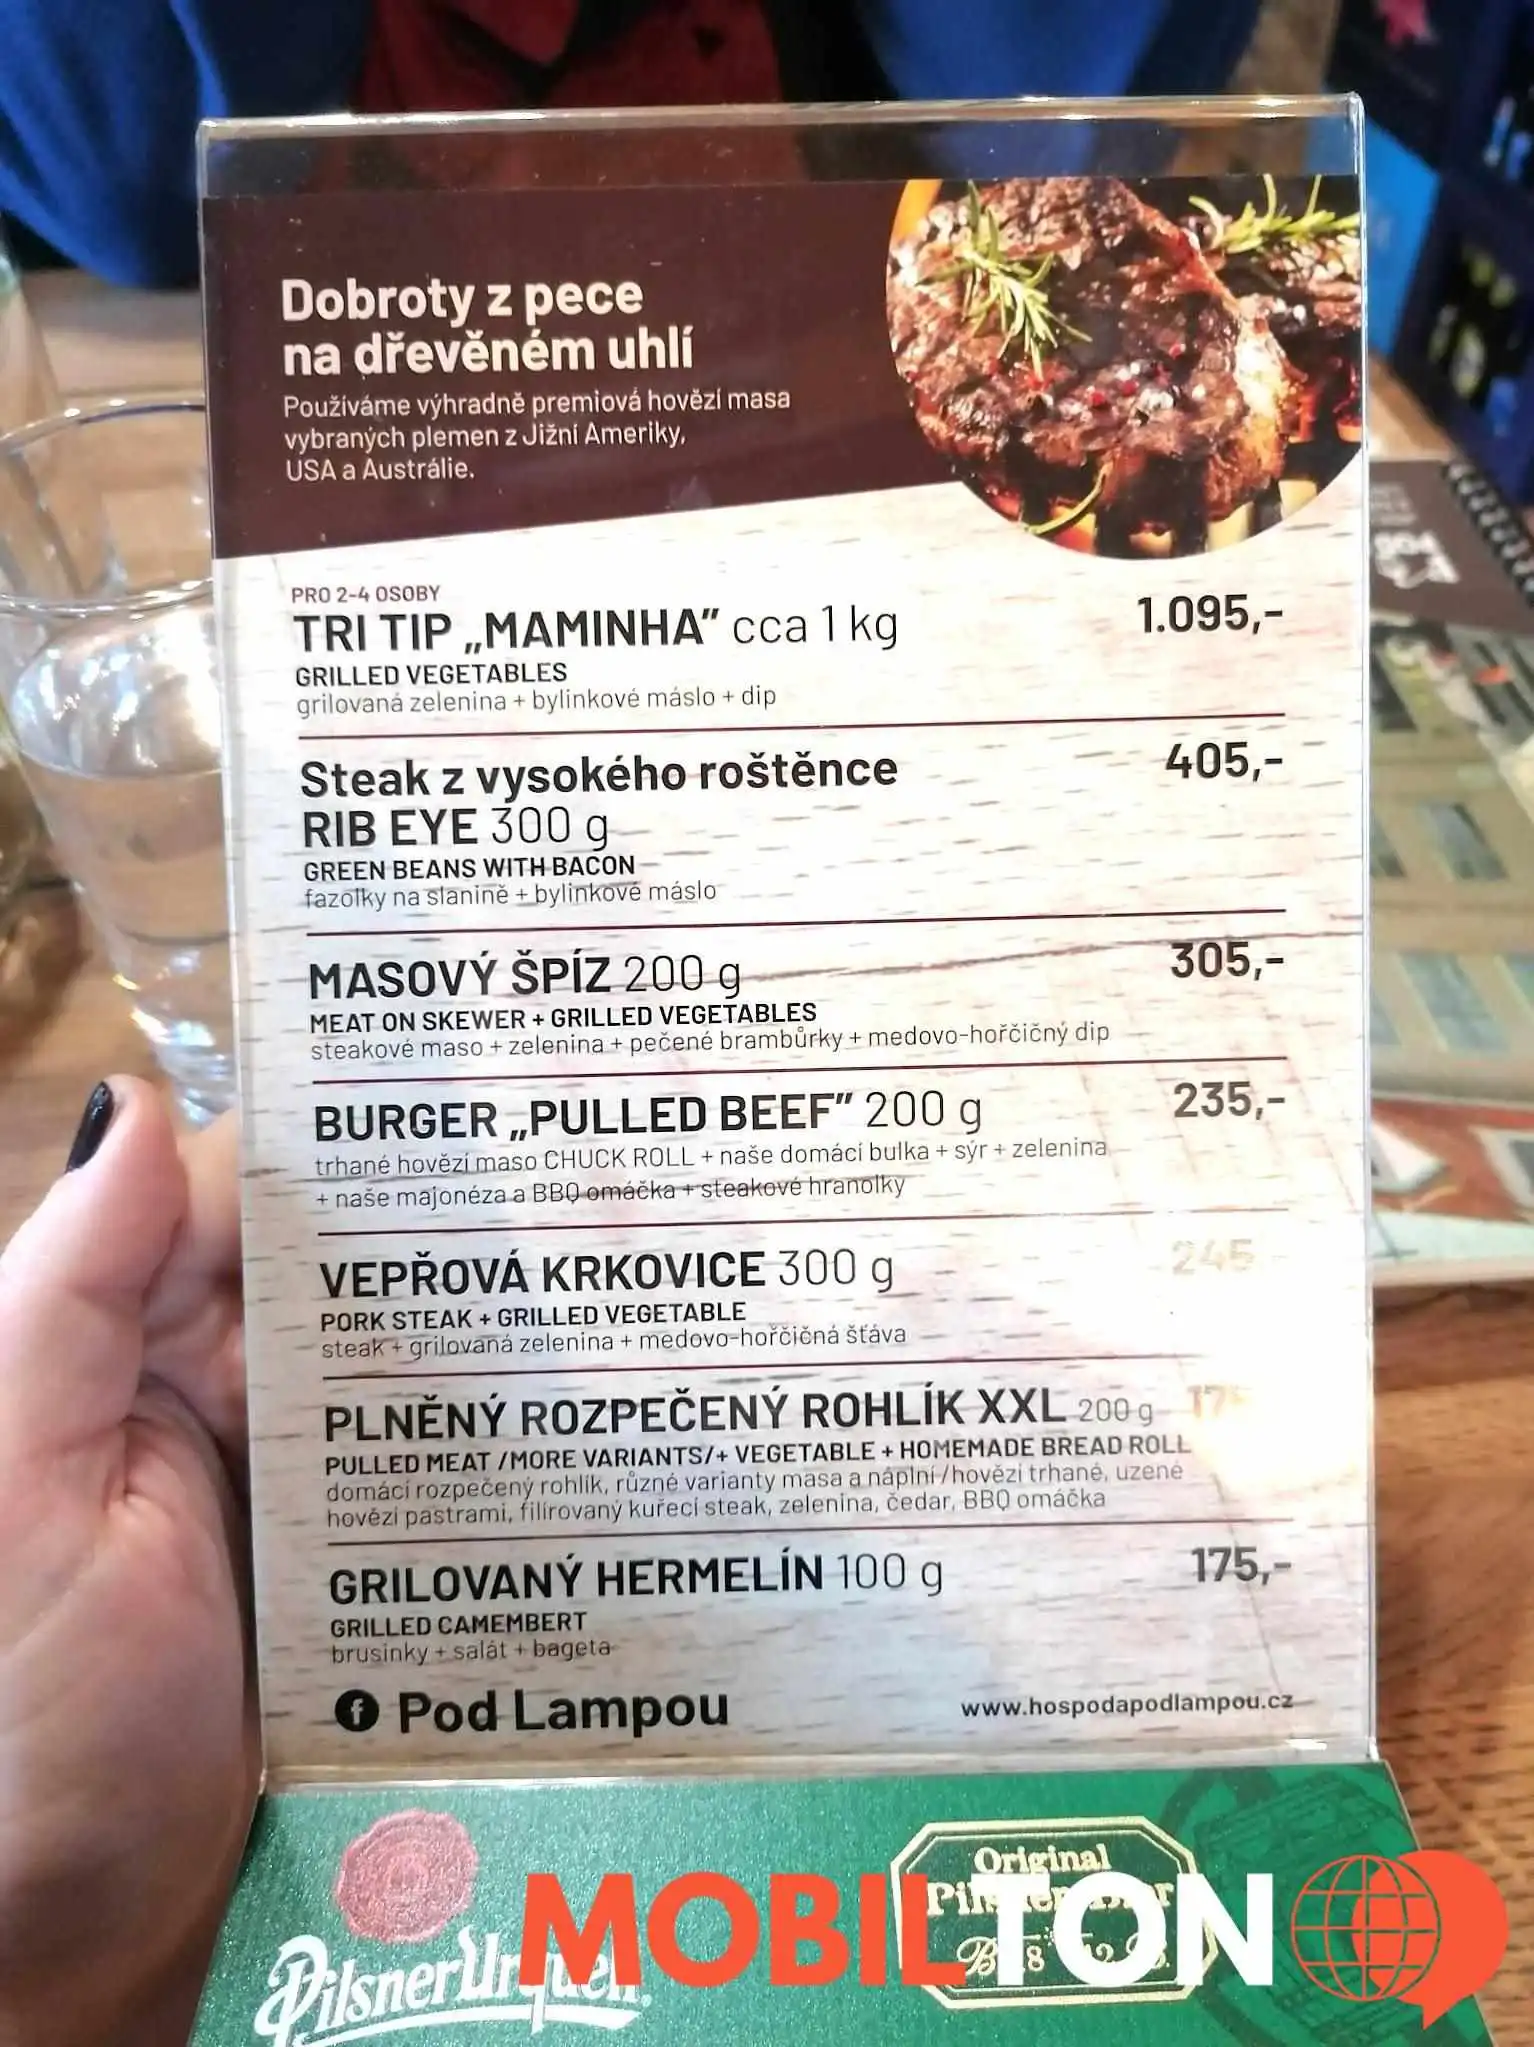 Dobroty z pece
na dřevěném uhlí
Používáme výhradně premiová hovězí masa
vybraných plemen z Jižní Ameriky,
USA a Austrálie.
PRO 2-4 OSOBY
TRI TIP „MAMINHA” cca 1 kg 1.095,-
GRILLED VEGETABLES
grilovaná zelenina + bylinkové máslo + dip
Steak z vysokého roštěnce 405,-
RIB EYE 300 g
GREEN BEANS WITH BACON
fazolky na slanině + bylinkové máslo
MASOVÝ ŠPÍZ 200 g 305,-
MEAT ON SKEWER + GRILLED VEGETABLES
steakové maso + zelenina + pečené brambůrky + medovo-hořčičný dip
BURGER „PULLED BEEF” 200 g 235,-
trhané hovězí maso CHUCK ROLL + naše domácí bulka + sýr + zelenina
+ naše majonéza a BBQ omáčka + steakové hranolky
VEPŘOVÁ KRKOVICE 300 g 245
PORK STEAK + GRILLED VEGETABLE
steak + grilovaná zelenina + medovo-hořčičná šťáva
PLNĚNÝ ROZPEČENÝ ROHLÍK XXL 200 g
PULLED MEAT /MORE VARIANTS/+ VEGETABLE + HOMEMADE BREAD ROLL
domácí rozpečený rohlík, různé varianty masa a náplní /hovězí trhané, uzené
hovězí pastrami, filírovaný kuřecí steak, zelenina, čedar, BBQ omáčka
GRILOVANÝ HERMELÍN 100 g 175,-
GRILLED CAMEMBERT
brusinky + salát + bageta
Pod Lampou www.hospodapodlampou.cz
Original
Pilsner Urquell
MOBILTON